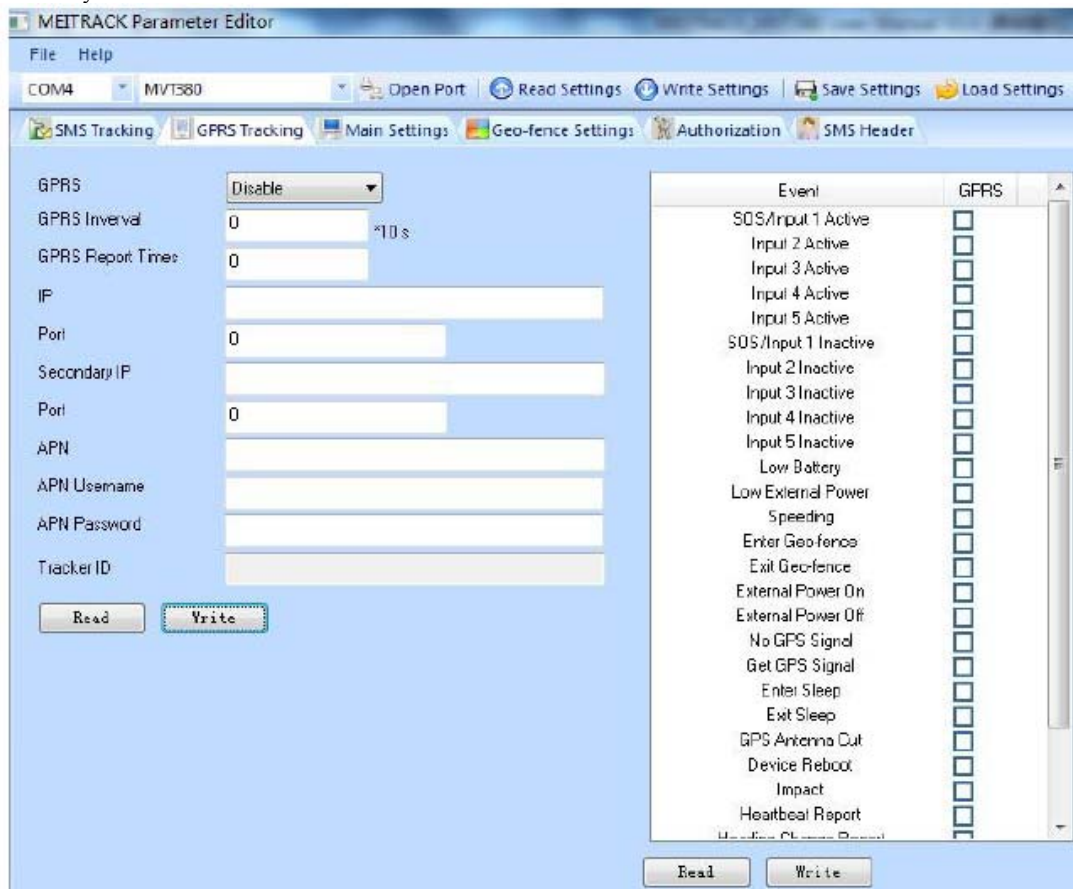 MEITRACK Parameter Editor
File Help
COM4 MVT380 Open Port Read Settings Write Settings Save Settings Load Settings
SMS Tracking GPRS Tracking Main Settings Geo-fence Settings Authorization SMS Header
GPRS Disable
GPRS Inverval 0 *10 s
GPRS Report Times 0
IP
Port 0
Secondary IP
Port 0
APN
APN Username
APN Password
Tracker ID
Read Write
Event GPRS
SOS/Input 1 Active
Input 2 Active
Input 3 Active
Input 4 Active
Input 5 Active
SOS/Input 1 Inactive
Input 2 Inactive
Input 3 Inactive
Input 4 Inactive
Input 5 Inactive
Low Battery
Low External Power
Speeding
Enter Geo-fence
Exit Geo-fence
External Power On
External Power Off
No GPS Signal
Get GPS Signal
Enter Sleep
Exit Sleep
GPS Antenna Cut
Device Reboot
Impact
Heartbeat Report
Heading Change Report
Read Write